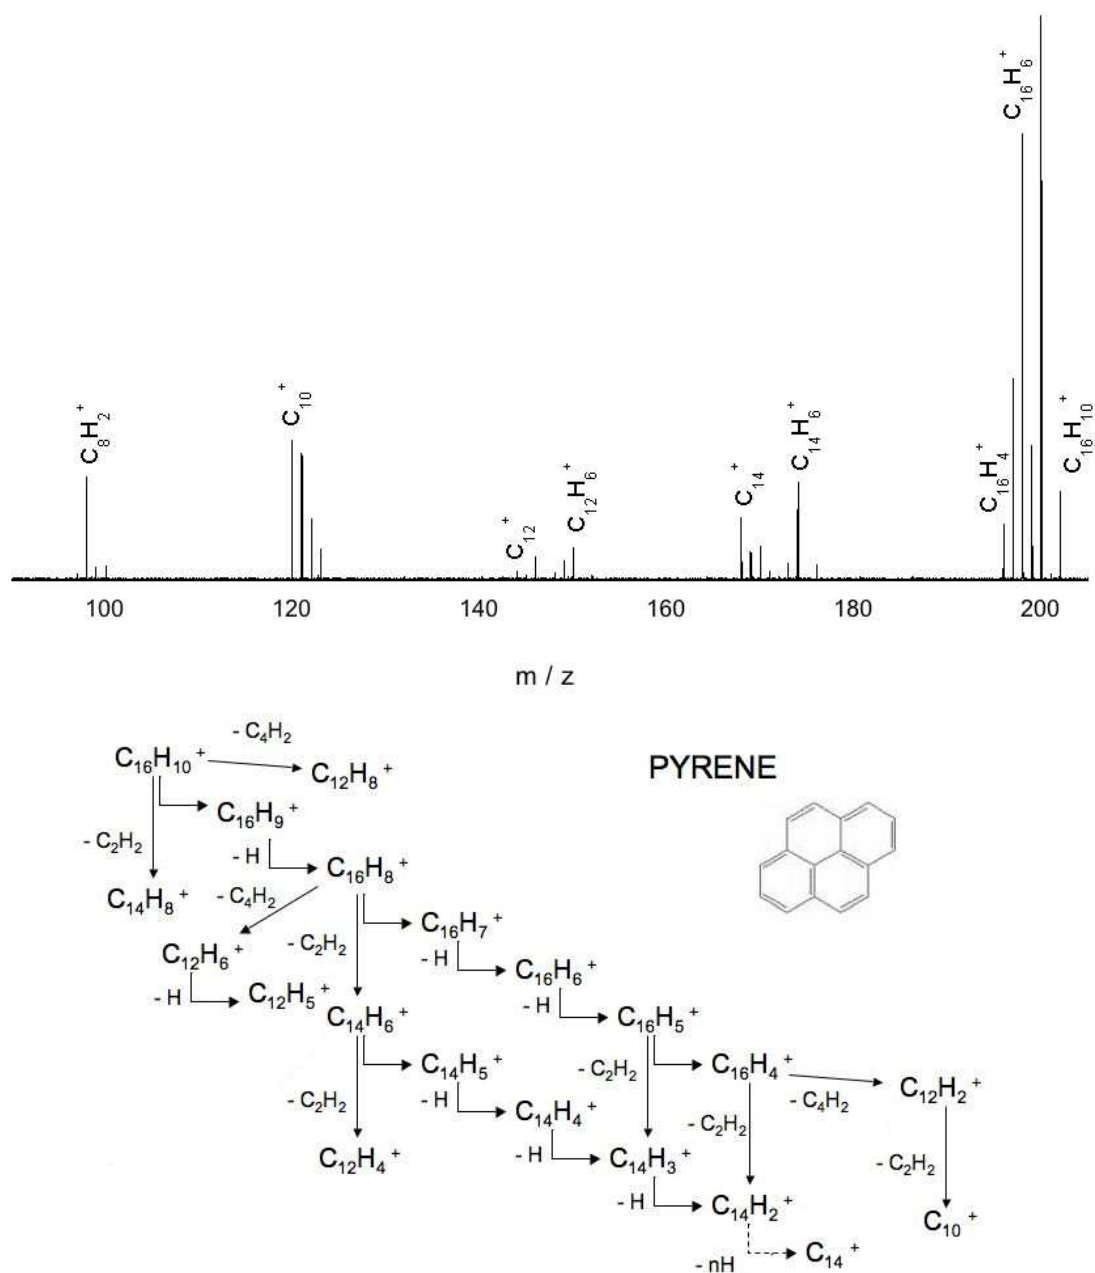 C₁₆H₆⁺
C₁₀⁺
C₈H₂⁺
C₁₄H₆⁺
C₁₆H₁₀⁺
C₁₄⁺
C₁₆H₄⁺
C₁₂H₆⁺
C₁₂⁺
100 120 140 160 180 200
m / z
- C₄H₂
C₁₆H₁₀⁺
PYRENE
C₁₂H₈⁺
C₁₆H₉⁺
- C₂H₂
- H
C₁₆H₈⁺
C₁₄H₈⁺
- C₄H₂
C₁₆H₇⁺
C₁₂H₆⁺
- C₂H₂
- H
C₁₆H₆⁺
- H
C₁₂H₅⁺
- H
C₁₄H₆⁺
C₁₆H₅⁺
C₁₄H₅⁺
- C₂H₂
C₁₆H₄⁺
C₁₂H₂⁺
- C₂H₂
- H
C₁₄H₄⁺
- C₄H₂
- C₂H₂
C₁₂H₄⁺
- H
C₁₄H₃⁺
- C₂H₂
- H
C₁₄H₂⁺
C₁₀⁺
- nH
C₁₄⁺